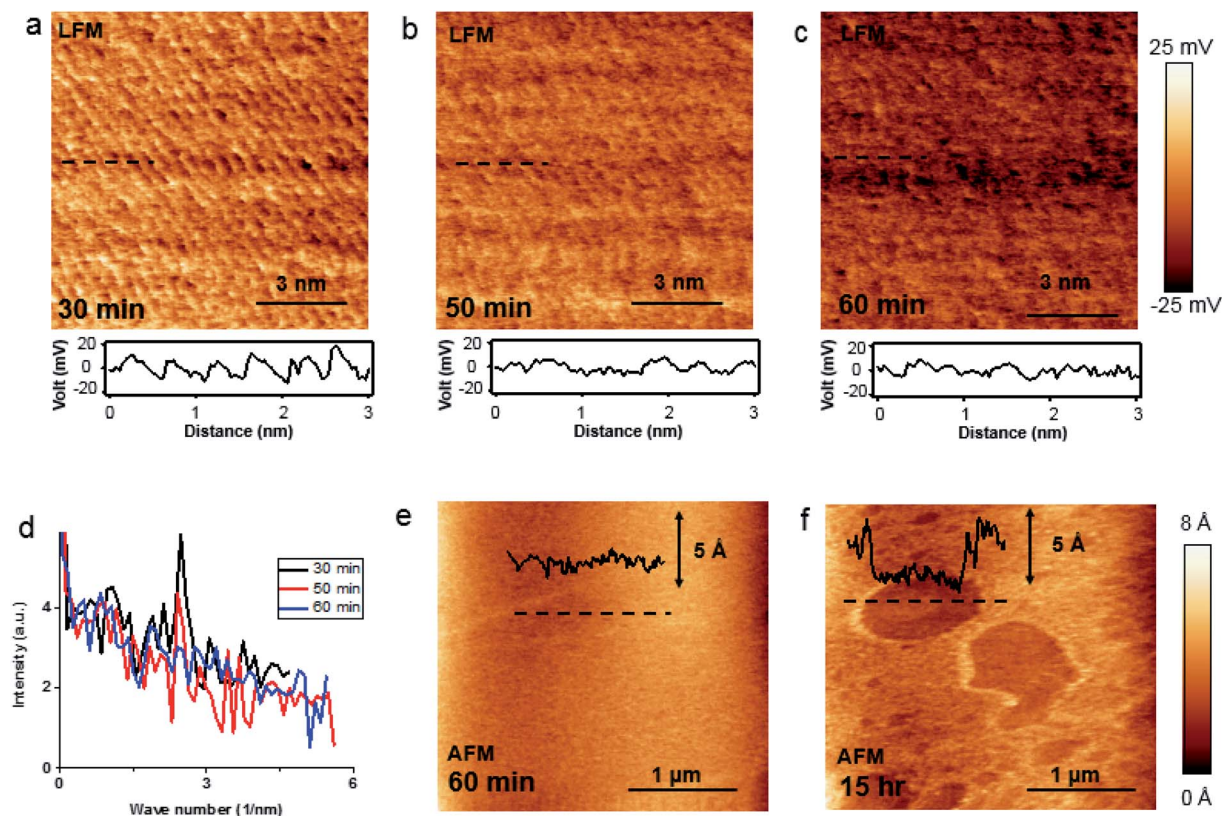 a
LFM
30 min
3 nm
20
0
-20
Volt (mV)
0 1 2 3
Distance (nm)
b
LFM
50 min
3 nm
20
0
-20
Volt (mV)
0 1 2 3
Distance (nm)
c
LFM
60 min
3 nm
25 mV
-25 mV
20
0
-20
Volt (mV)
0 1 2 3
Distance (nm)
d
30 min
50 min
60 min
Intensity (a.u.)
4
2
0
0 3 6
Wave number (1/nm)
e
5 Å
AFM
60 min
1 µm
f
5 Å
AFM
15 hr
1 µm
8 Å
0 Å